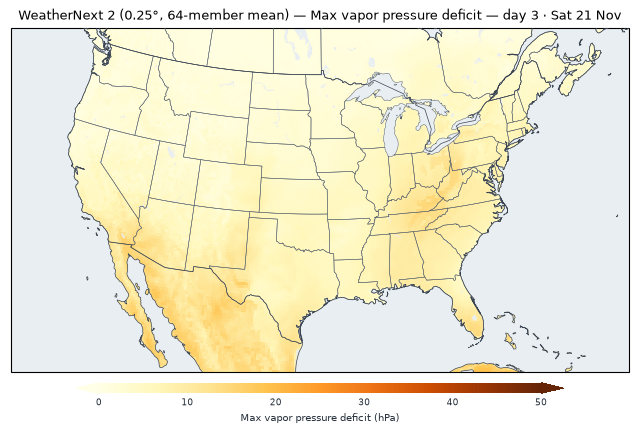 WeatherNext 2 (0.25°, 64-member mean) — Max vapor pressure deficit — day 3 · Sat 21 Nov
0 10 20 30 40 50
Max vapor pressure deficit (hPa)